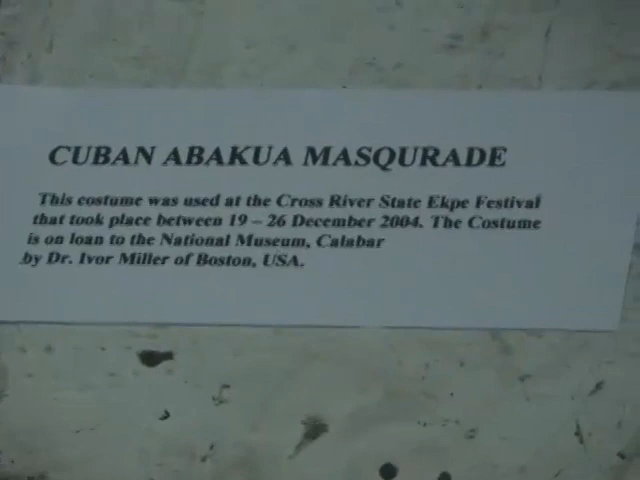 CUBAN ABAKUA MASQURADE
This costume was used at the Cross River State Ekpe Festival
that took place between 19 – 26 December 2004. The Costume
is on loan to the National Museum, Calabar
by Dr. Ivor Miller of Boston, USA.